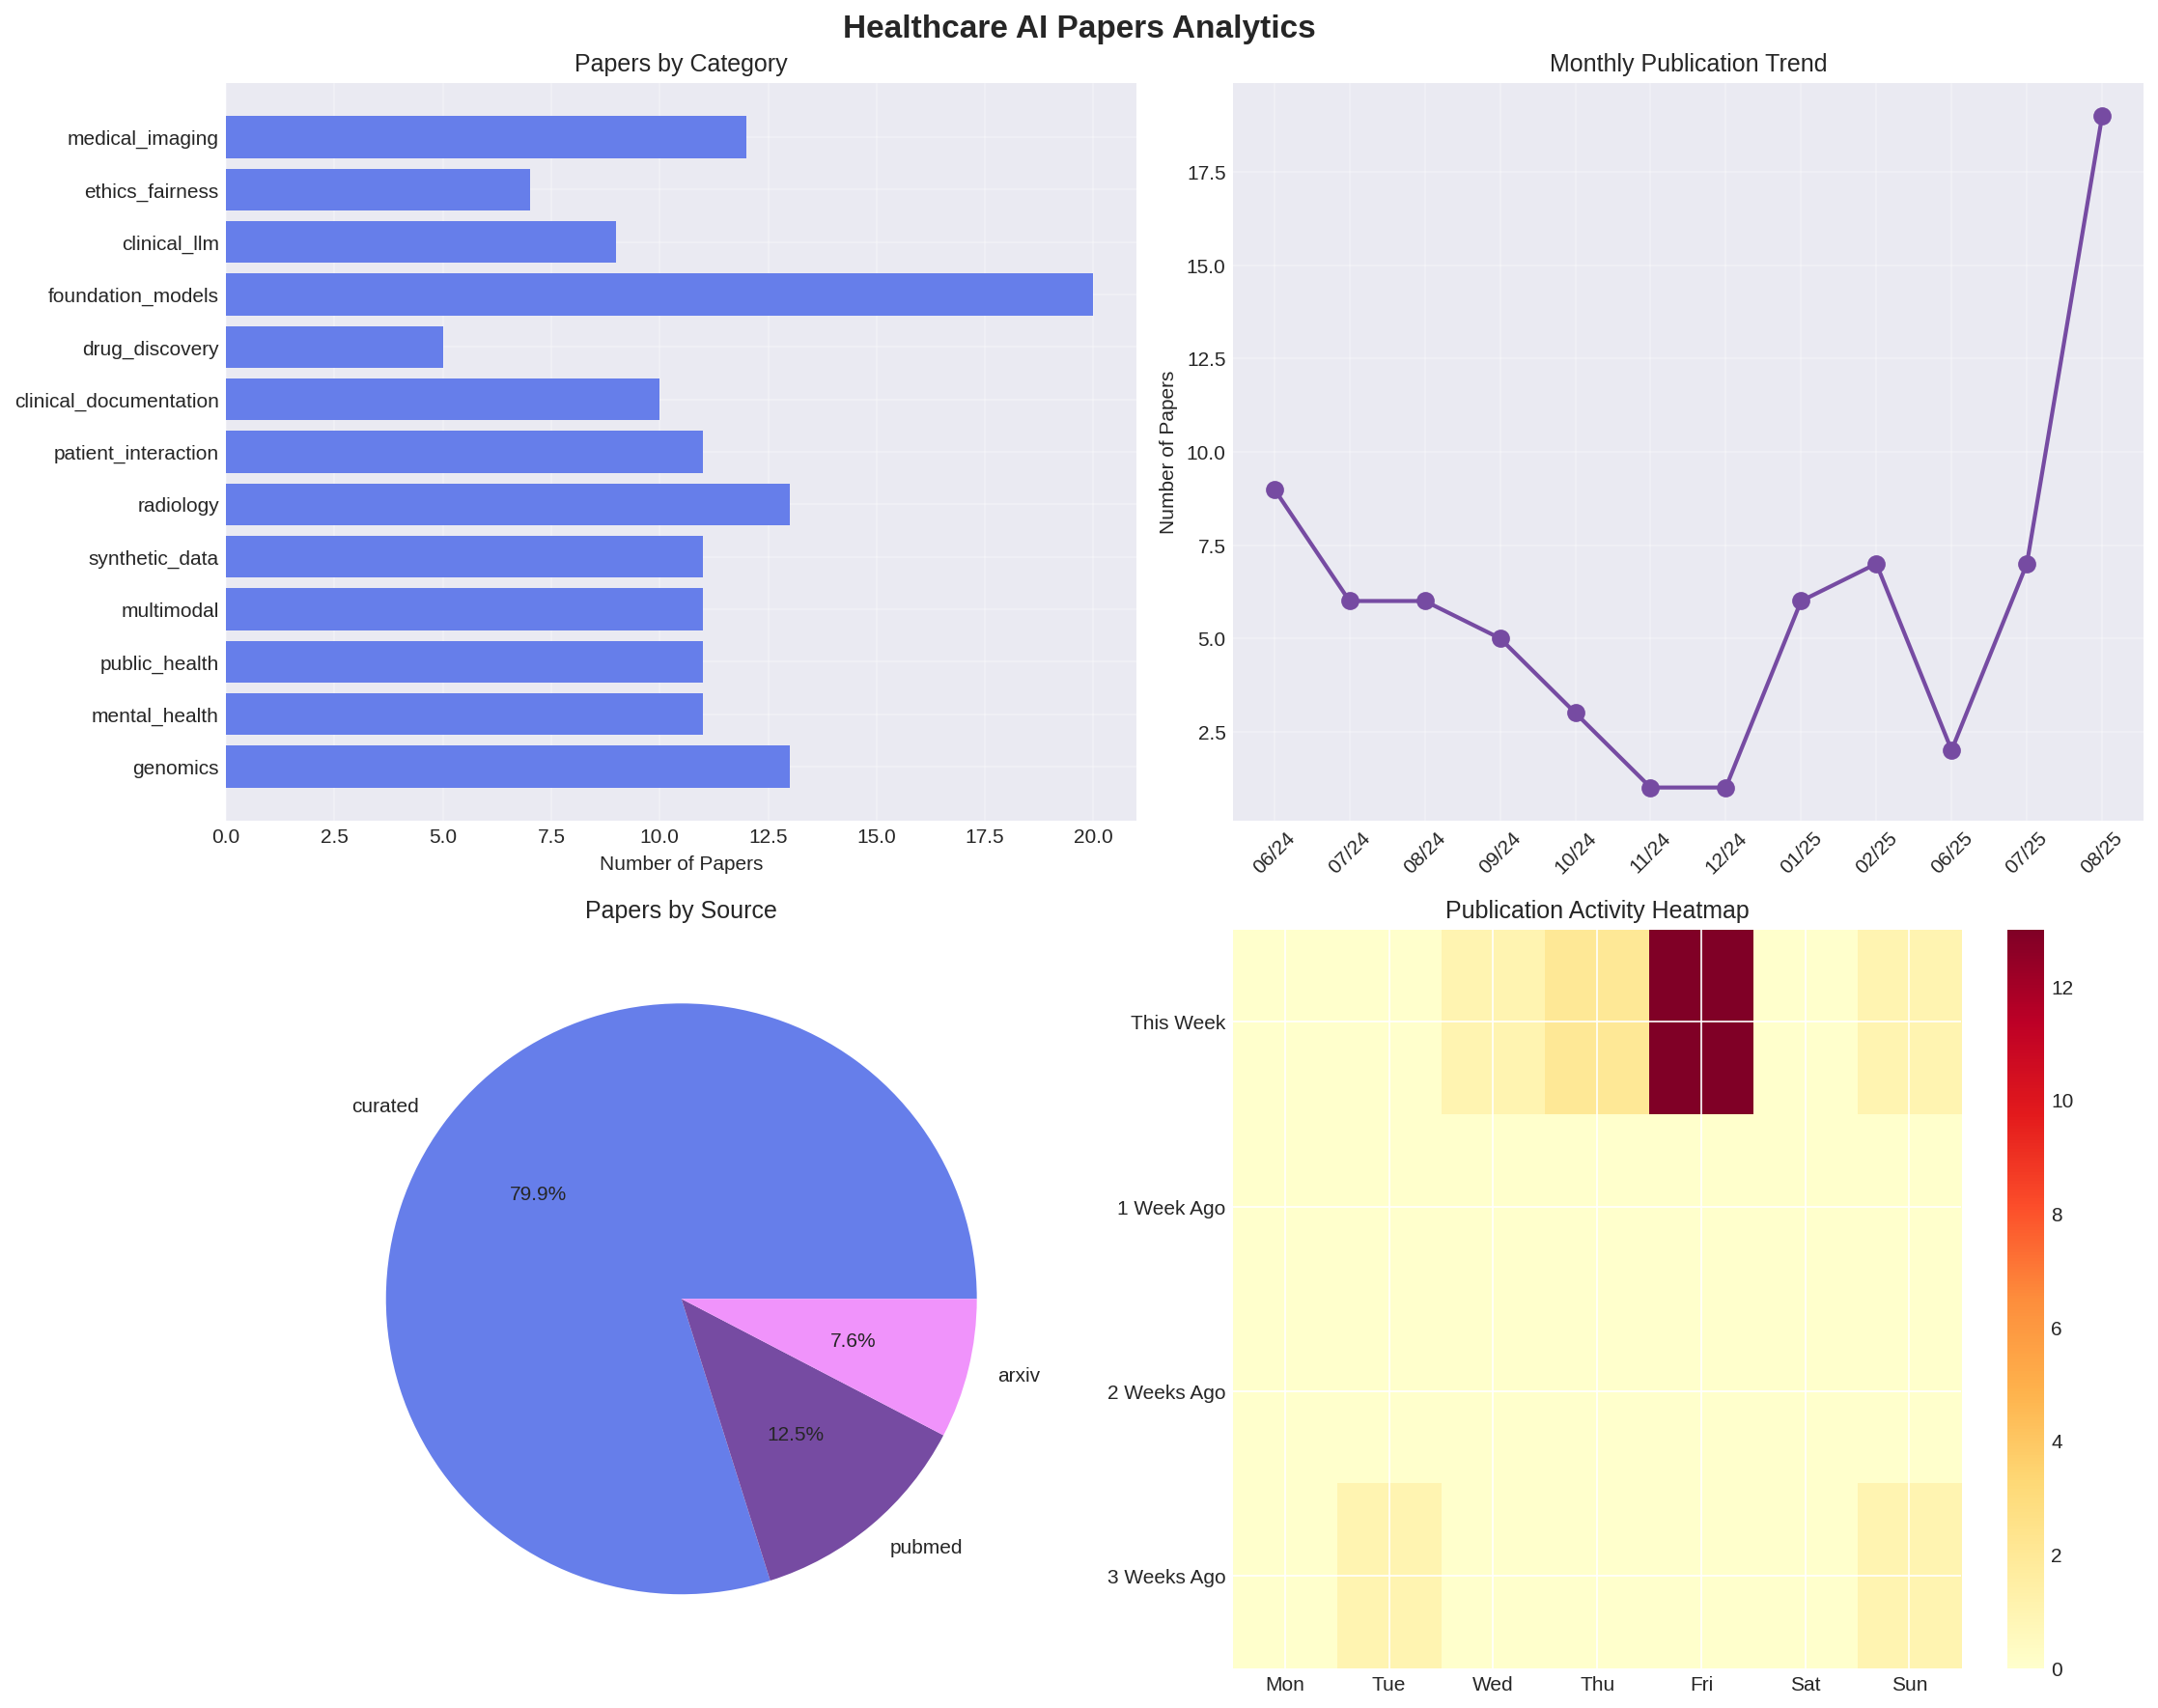 Healthcare AI Papers Analytics
Papers by Category
medical_imaging
ethics_fairness
clinical_llm
foundation_models
drug_discovery
clinical_documentation
patient_interaction
radiology
synthetic_data
multimodal
public_health
mental_health
genomics
0.0 2.5 5.0 7.5 10.0 12.5 15.0 17.5 20.0
Number of Papers
Monthly Publication Trend
Number of Papers
17.5
15.0
12.5
10.0
7.5
5.0
2.5
06/24 07/24 08/24 09/24 10/24 11/24 12/24 01/25 02/25 06/25 07/25 08/25
Papers by Source
curated
79.9%
7.6%
arxiv
12.5%
pubmed
Publication Activity Heatmap
This Week
1 Week Ago
2 Weeks Ago
3 Weeks Ago
Mon Tue Wed Thu Fri Sat Sun
12
10
8
6
4
2
0